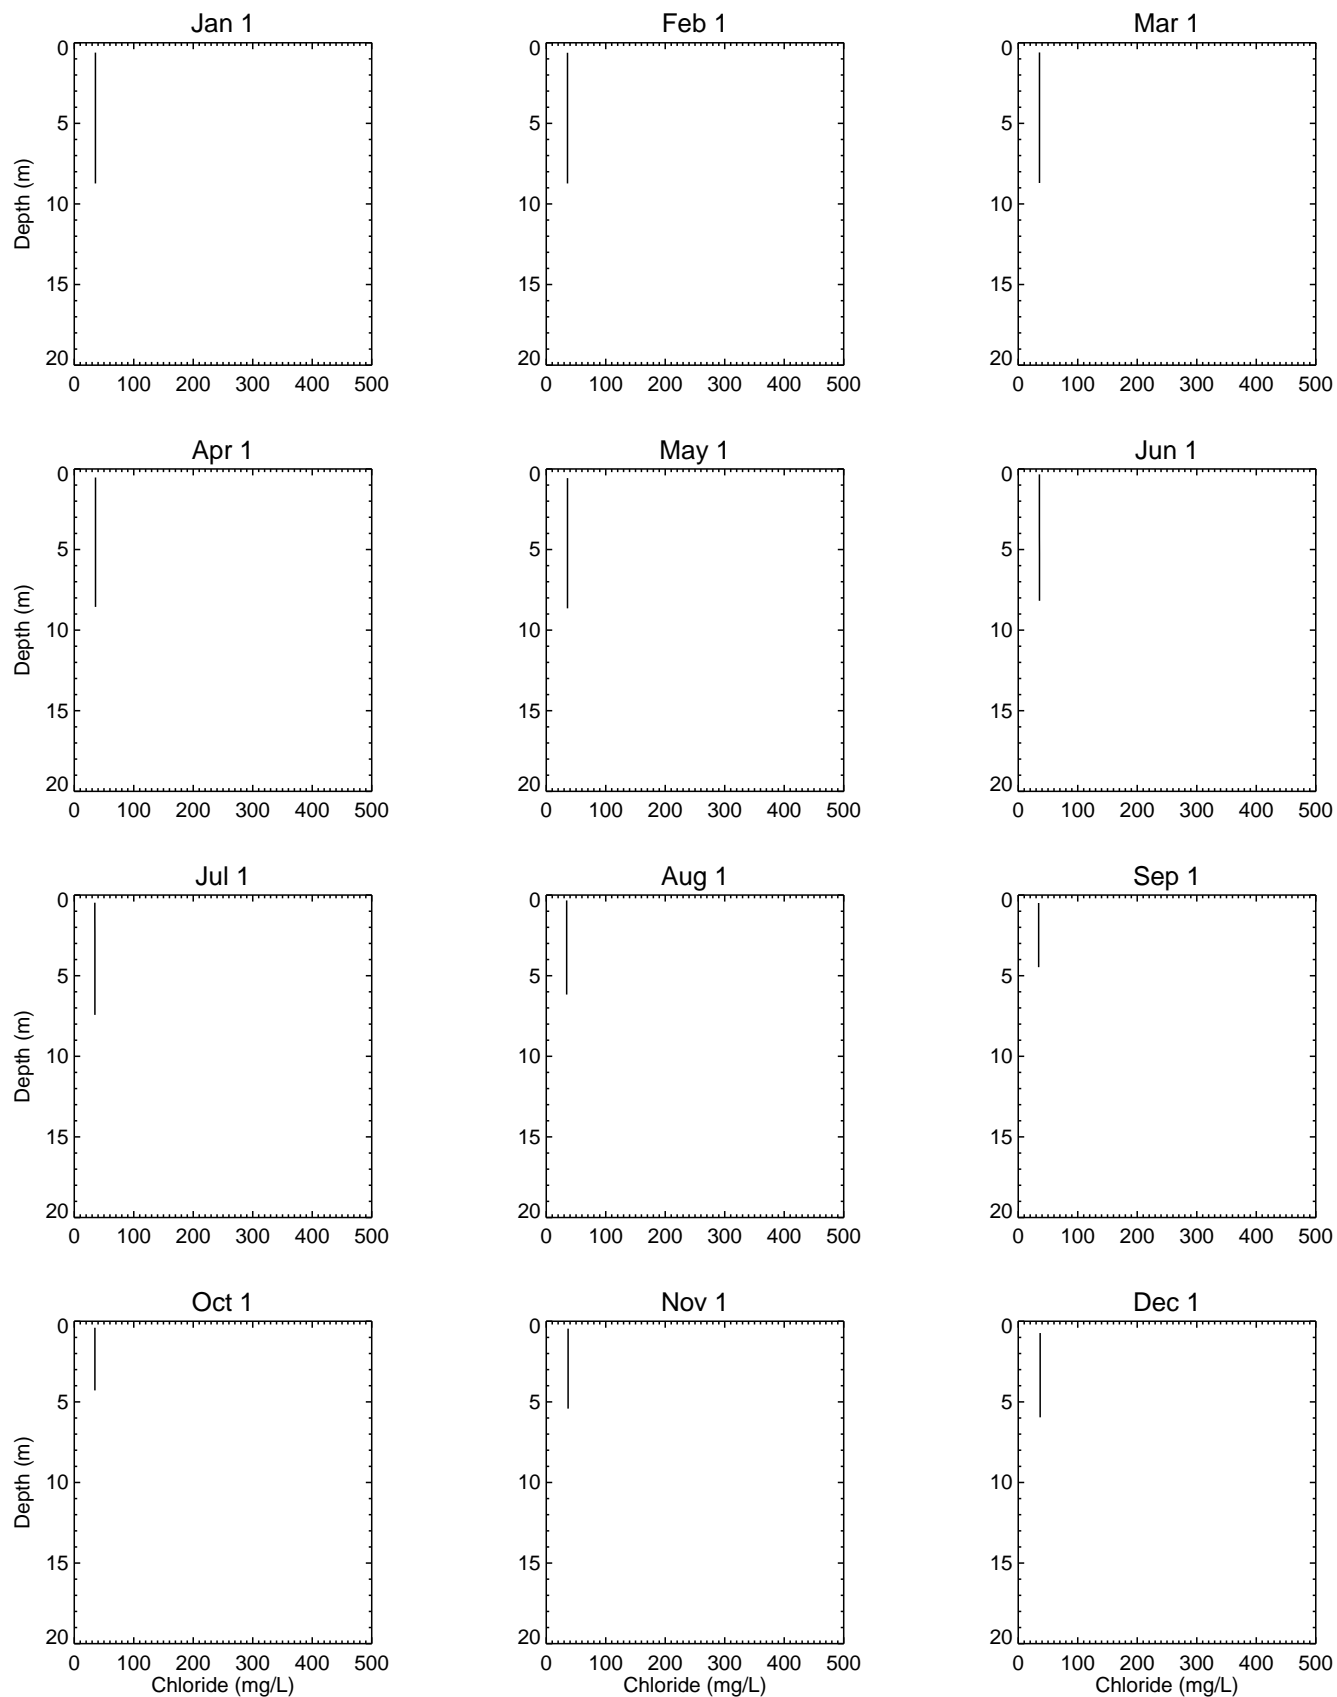 Jan 1 Feb 1 Mar 1
0 0 0
5 5 5
Depth (m)
10 10 10
15 15 15
20 20 20
0 100 200 300 400 500 0 100 200 300 400 500 0 100 200 300 400 500
Apr 1 May 1 Jun 1
0 0 0
5 5 5
Depth (m)
10 10 10
15 15 15
20 20 20
0 100 200 300 400 500 0 100 200 300 400 500 0 100 200 300 400 500
Jul 1 Aug 1 Sep 1
0 0 0
5 5 5
Depth (m)
10 10 10
15 15 15
20 20 20
0 100 200 300 400 500 0 100 200 300 400 500 0 100 200 300 400 500
Oct 1 Nov 1 Dec 1
0 0 0
5 5 5
Depth (m)
10 10 10
15 15 15
20 20 20
0 100 200 300 400 500 0 100 200 300 400 500 0 100 200 300 400 500
Chloride (mg/L) Chloride (mg/L) Chloride (mg/L)